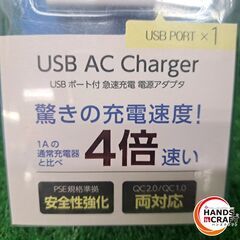 USB PORT ×1
USB AC Charger
USB ポート付 急速充電 電源アダプタ
驚きの充電速度!
1Aの
通常充電器
と比べ
4倍速い
PSE規格準拠
安全性強化
QC2.0/QC1.0
両対応
HANDS
CRAFT